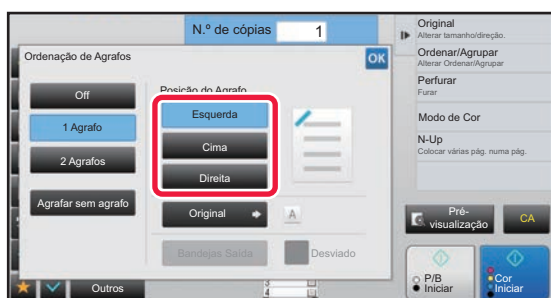 N.º de cópias 1
Original
Alterar tamanho/direção.
Ordenação de Agrafos
OK
Ordenar/Agrupar
Alterar Ordenar/Agrupar
Off
Posição do Agrafo
Perfurar
Furar
Esquerda
1 Agrafo
Modo de Cor
Cima
2 Agrafos
N-Up
Colocar várias pág. numa pág.
Direita
Agrafar sem agrafo
Original
A
Pré-
visualização
CA
Bandejas Saída
Desviado
P/B
Iniciar
Cor
Iniciar
Outros
4